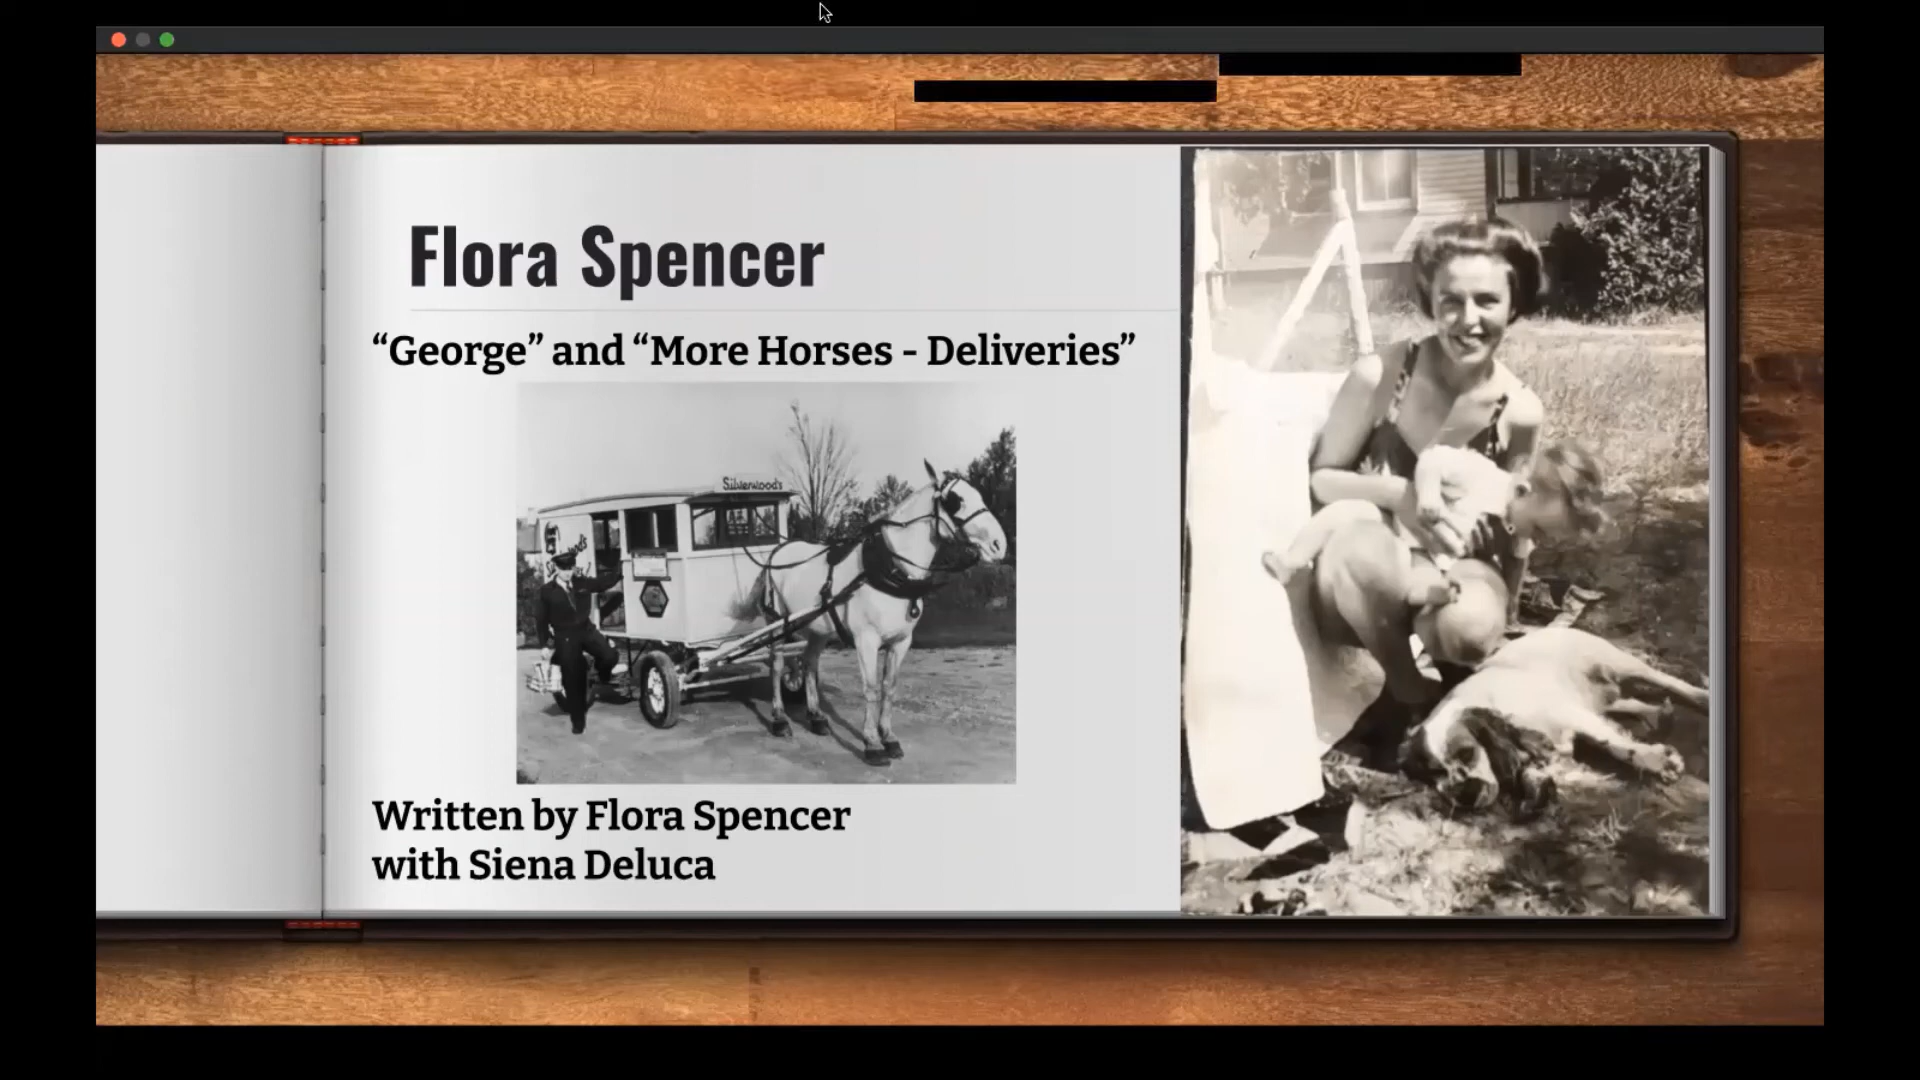 Flora Spencer
“George” and “More Horses - Deliveries”
Silverwood's
Written by Flora Spencer
with Siena Deluca